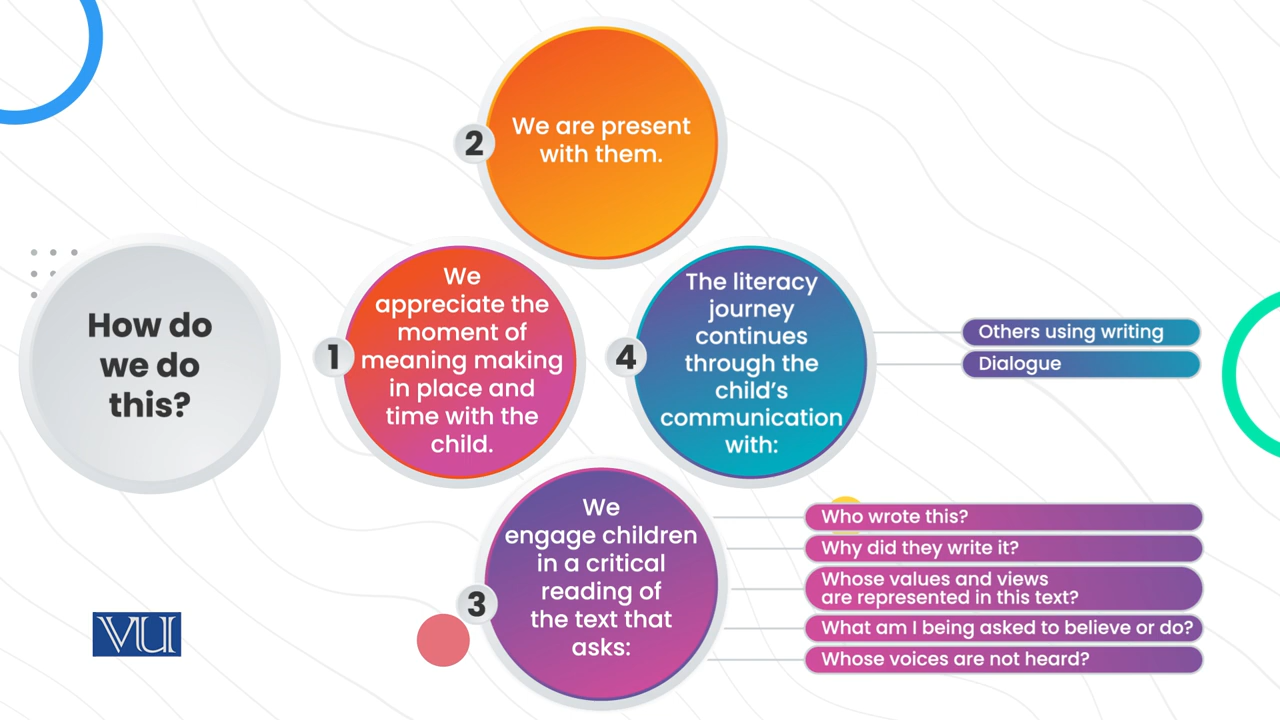 How do
we do
this?
1
We
appreciate the
moment of
meaning making
in place and
time with the
child.
2
We are present
with them.
3
We
engage children
in a critical
reading of
the text that
asks:
Who wrote this?
Why did they write it?
Whose values and views
are represented in this text?
What am I being asked to believe or do?
Whose voices are not heard?
4
The literacy
journey
continues
through the
child's
communication
with:
Others using writing
Dialogue
VU